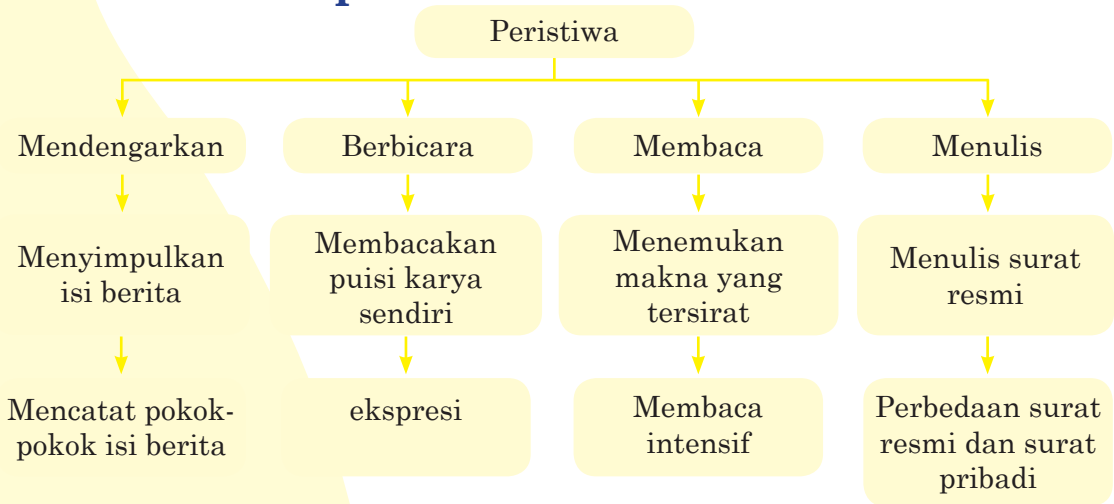 Peristiwa
Mendengarkan
Berbicara
Membaca
Menulis
Menyimpulkan
isi berita
Membacakan
puisi karya
sendiri
Menemukan
makna yang
tersirat
Menulis surat
resmi
Mencatat pokok-
pokok isi berita
ekspresi
Membaca
intensif
Perbedaan surat
resmi dan surat
pribadi